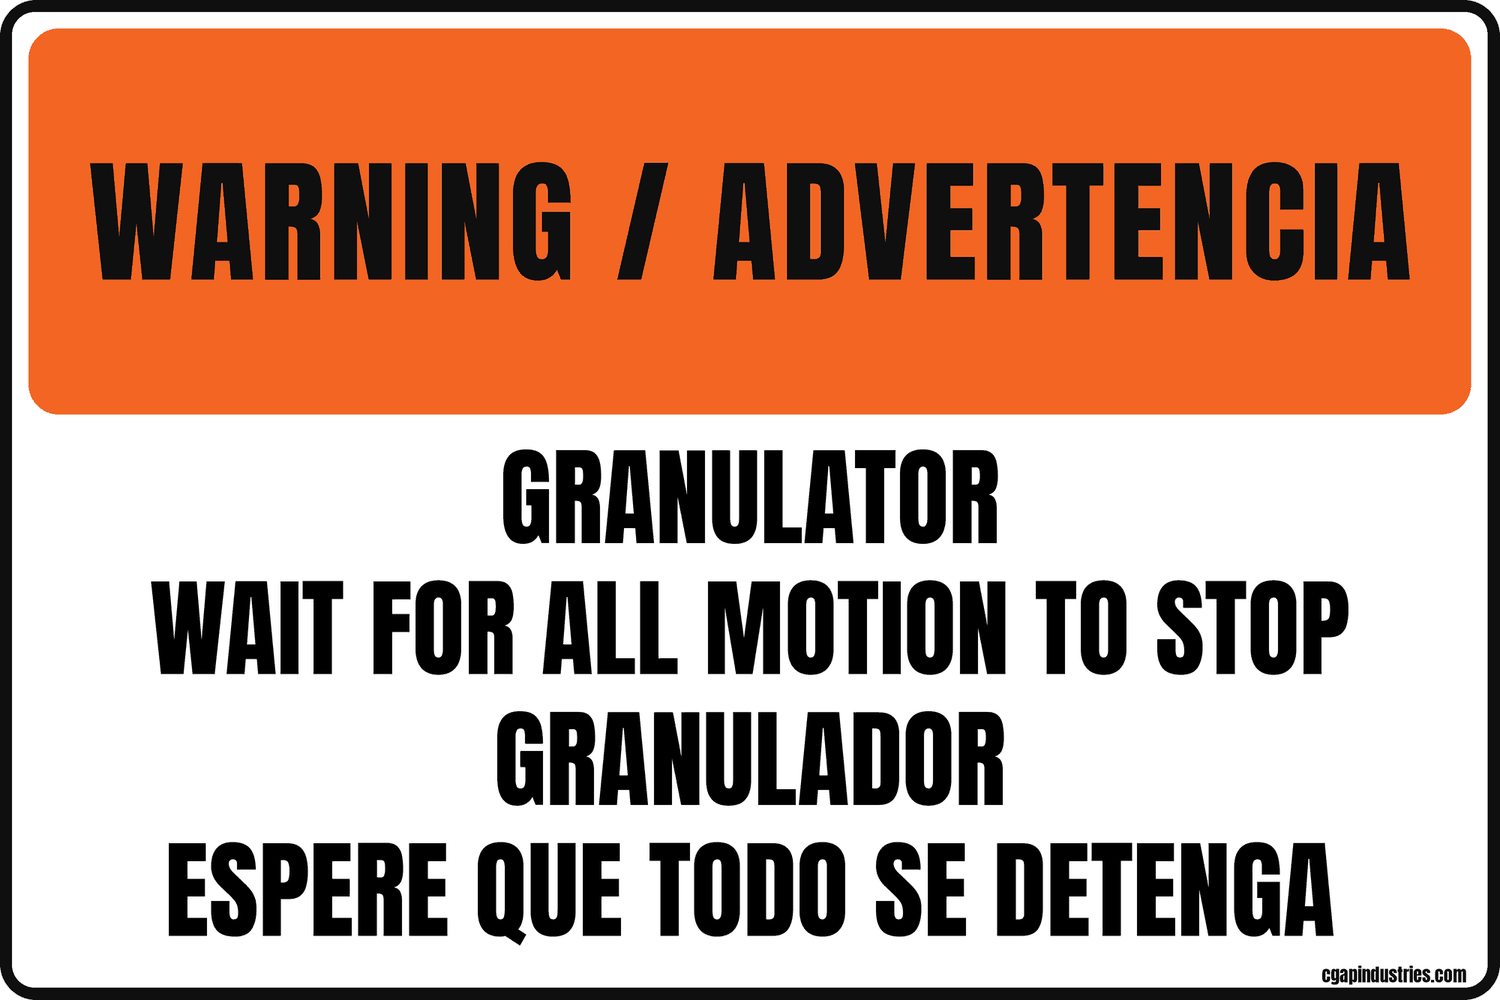 WARNING / ADVERTENCIA
GRANULATOR
WAIT FOR ALL MOTION TO STOP
GRANULADOR
ESPERE QUE TODO SE DETENGA
cgapindustries.com